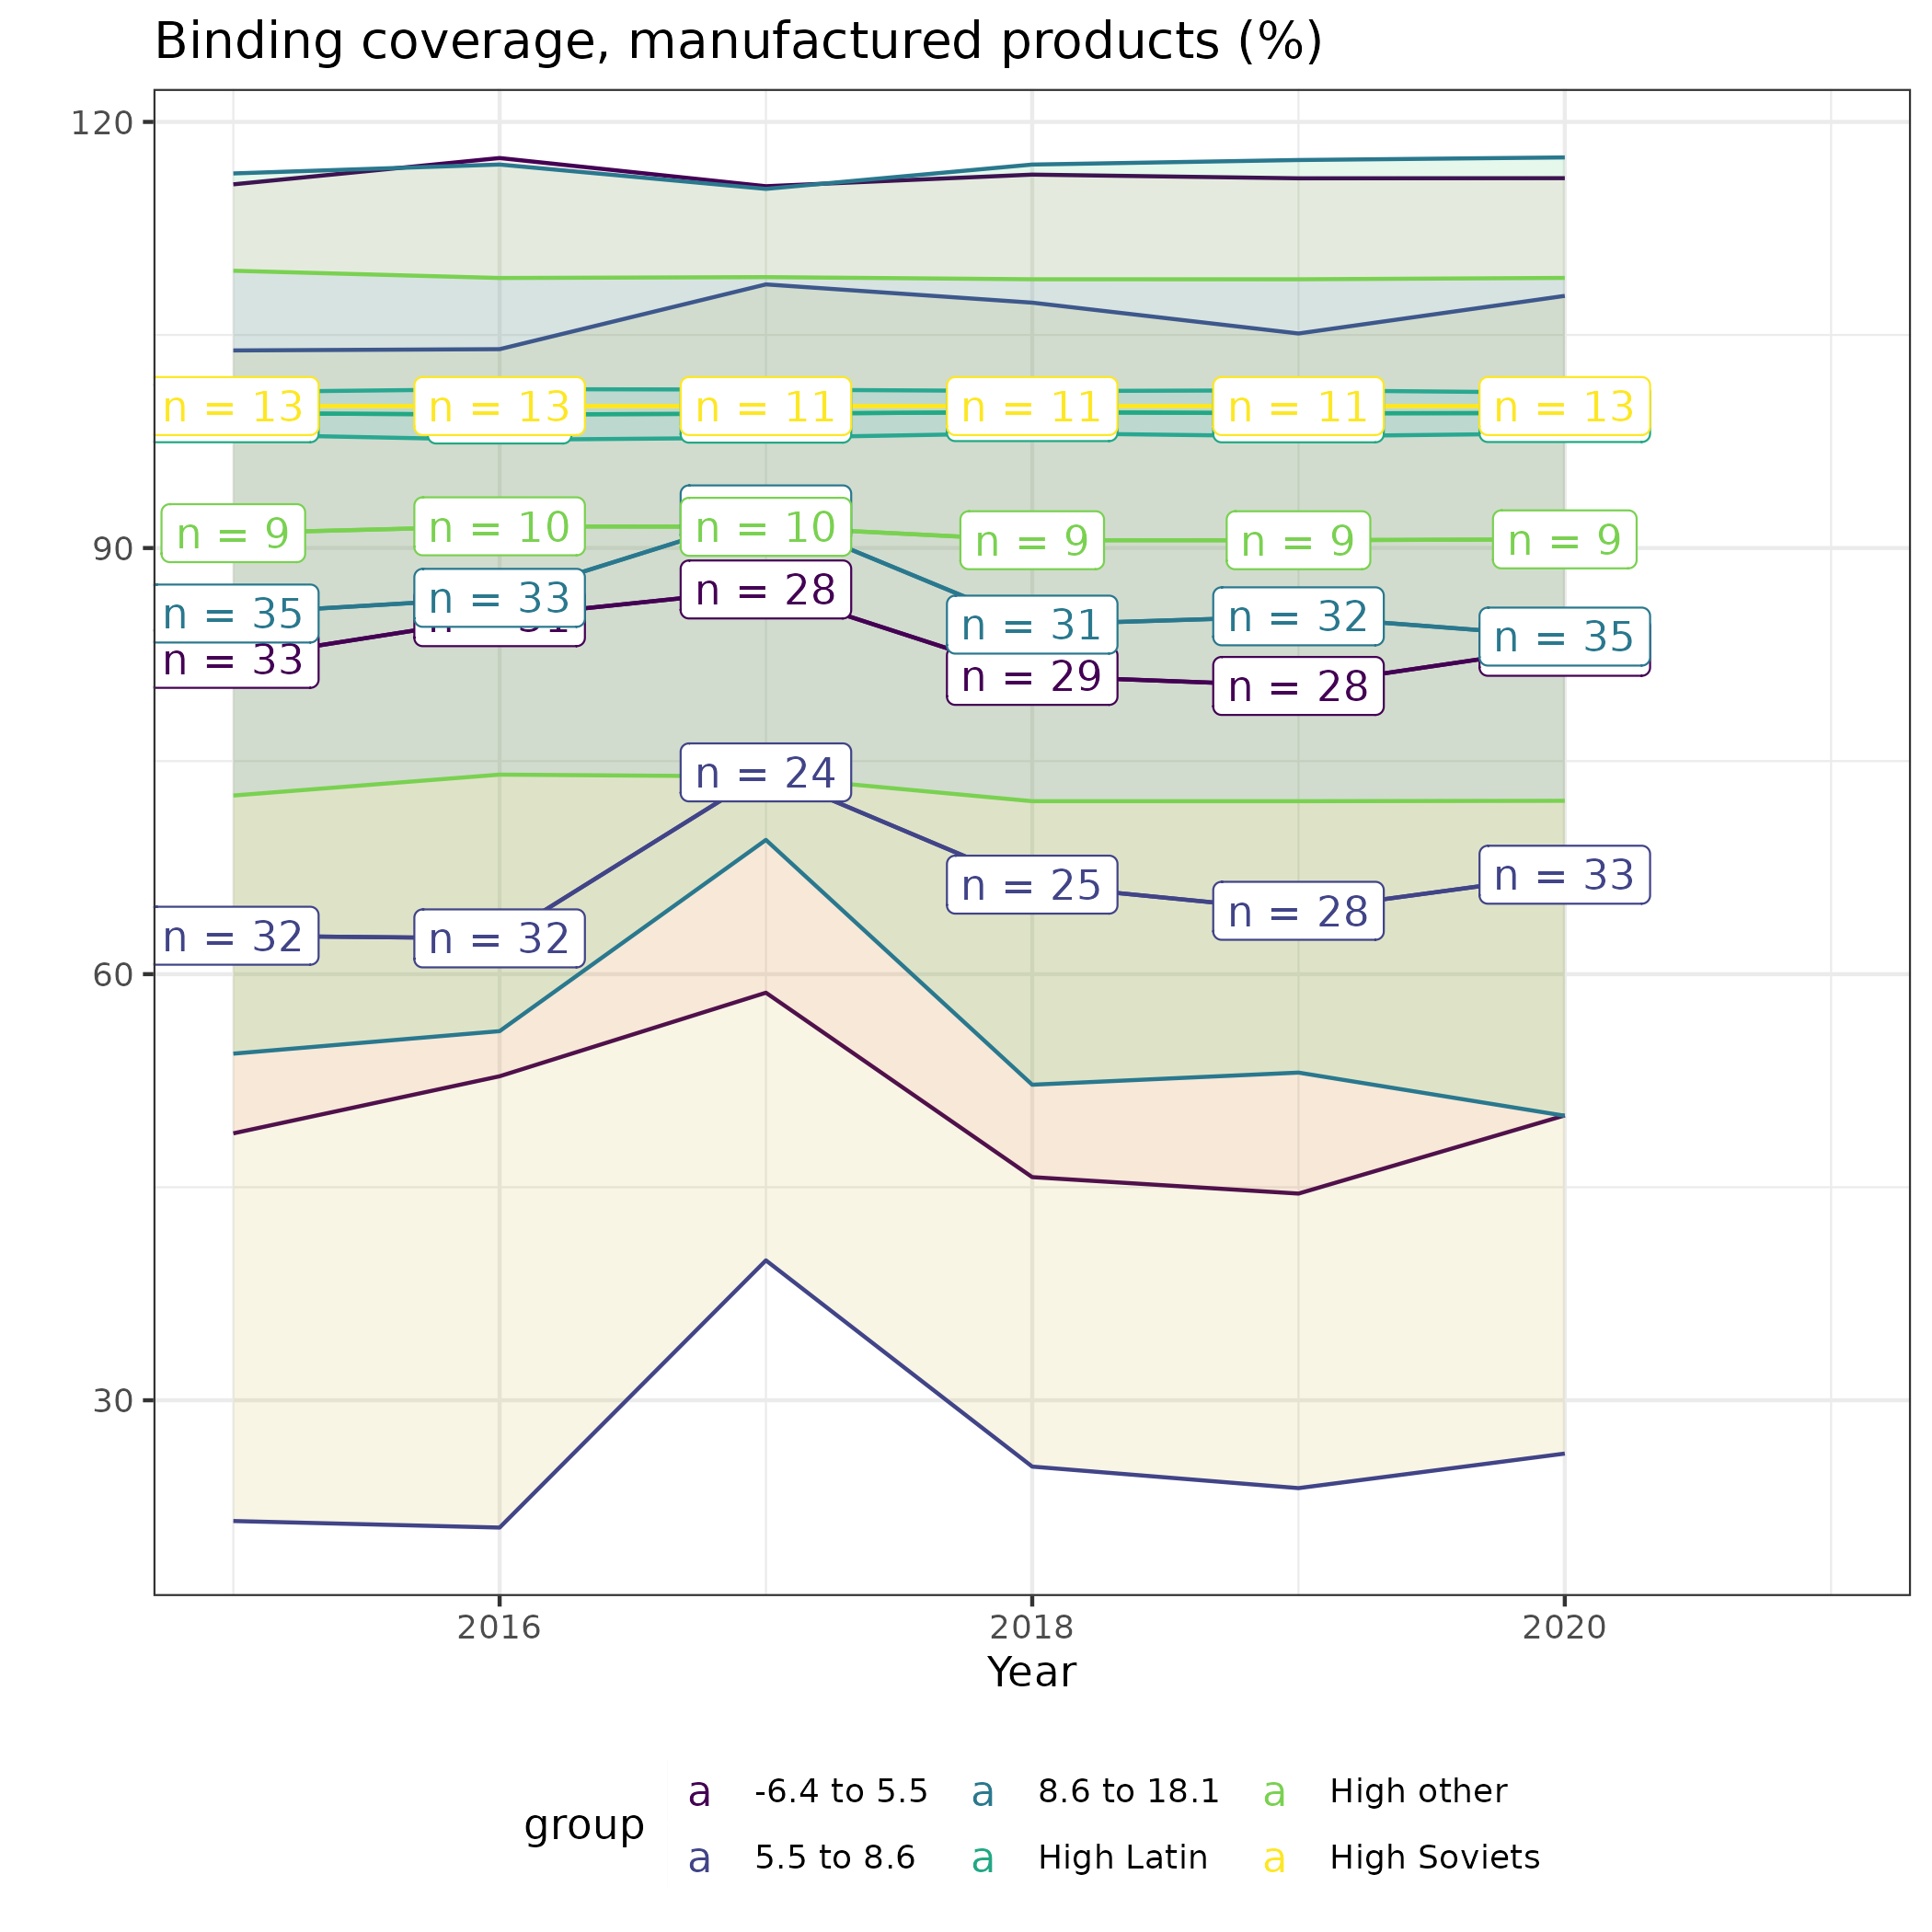 Binding coverage, manufactured products (%)
120
n = 13 n = 13 n = 11 n = 11 n = 11 n = 13
n = 9 n = 10 n = 10 n = 9 n = 9 n = 9
90
n = 35 n = 33 n = 28 n = 31 n = 32 n = 35
n = 33 n = 29 n = 28
n = 24
n = 32 n = 32 n = 25 n = 28 n = 33
60
30
2016 2018 2020
Year
group
a -6.4 to 5.5 a 8.6 to 18.1 a High other
a 5.5 to 8.6 a High Latin a High Soviets